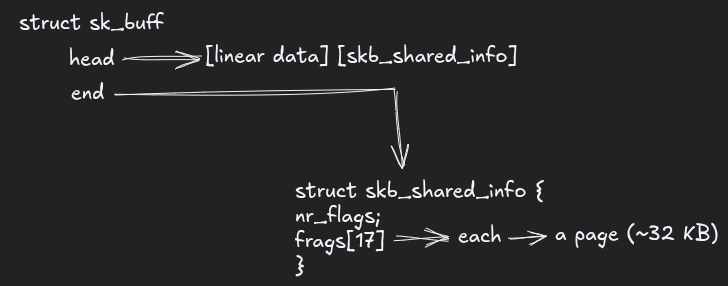 struct sk_buff
head [linear data] [skb_shared_info]
end
struct skb_shared_info {
nr_flags;
frags[17] each a page (~32 KB)
}